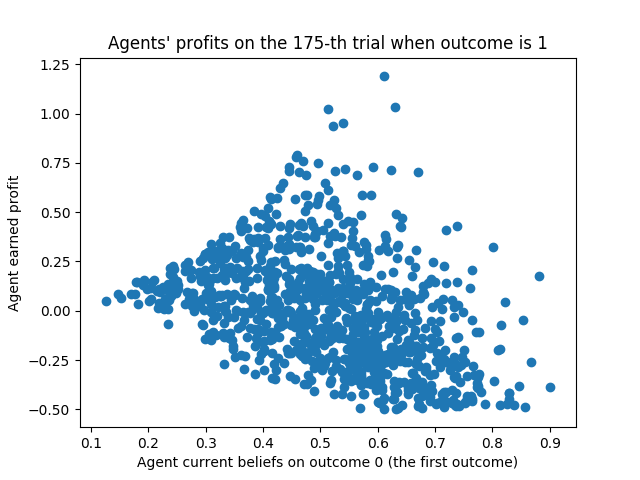 Agents' profits on the 175-th trial when outcome is 1
1.25
1.00
0.75
0.50
0.25
0.00
−0.25
−0.50
Agent earned profit
0.1 0.2 0.3 0.4 0.5 0.6 0.7 0.8 0.9
Agent current beliefs on outcome 0 (the first outcome)